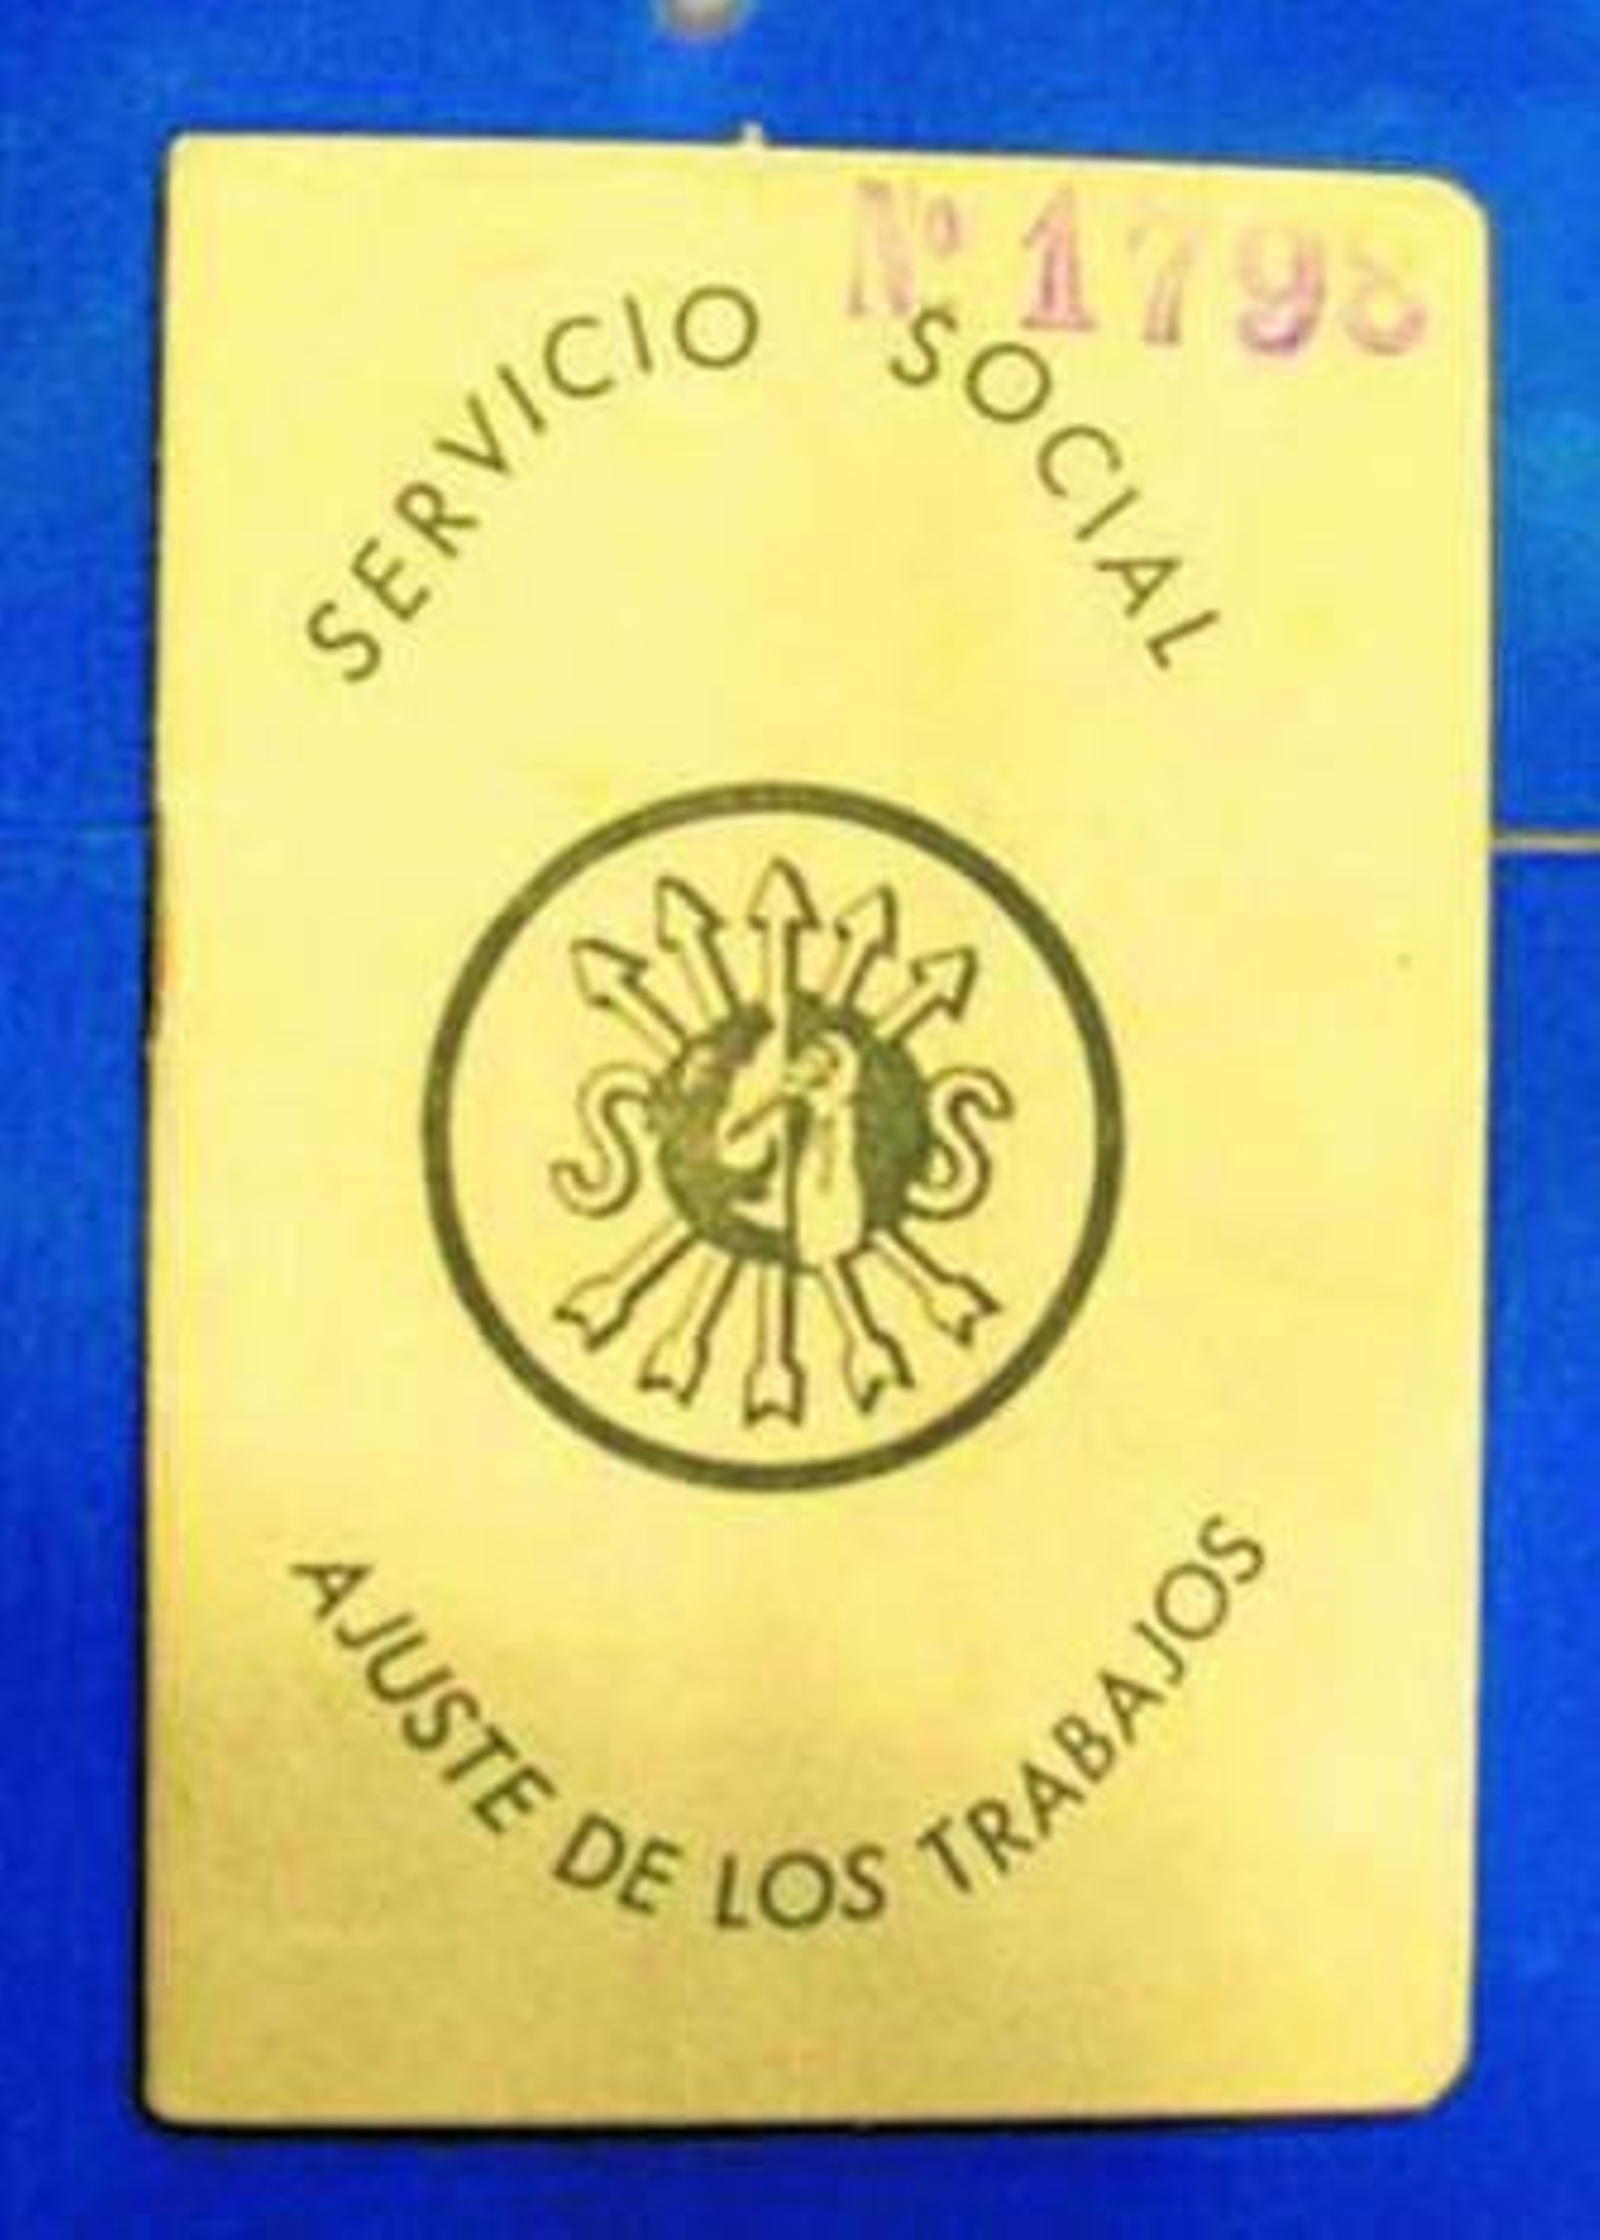 Nº 1798
SERVICIO SOCIAL
S S
AJUSTE DE LOS TRABAJOS